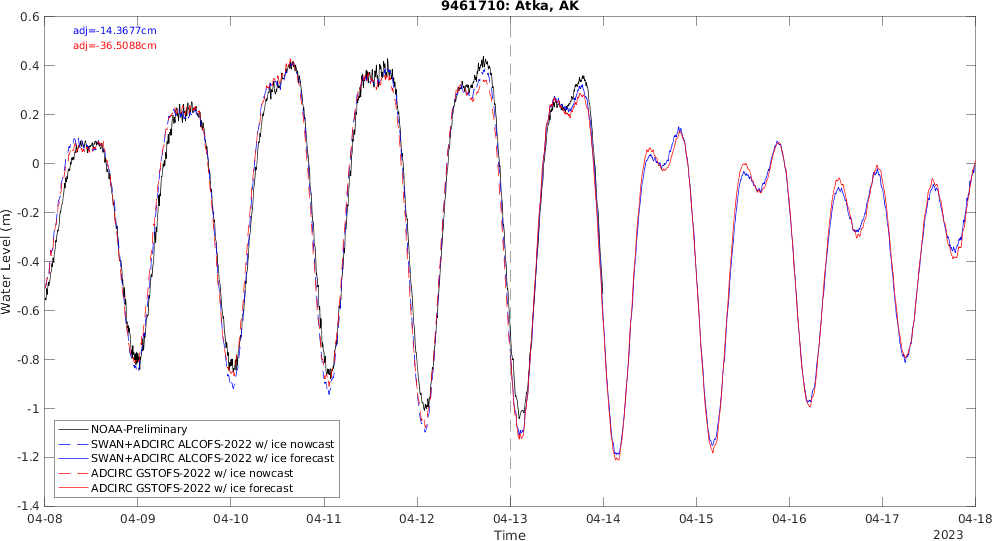 9461710: Atka, AK
adj=-14.3677cm
adj=-36.5088cm
0.6
0.4
0.2
0
-0.2
-0.4
-0.6
-0.8
-1
-1.2
-1.4
Water Level (m)
NOAA-Preliminary
SWAN+ADCIRC ALCOFS-2022 w/ ice nowcast
SWAN+ADCIRC ALCOFS-2022 w/ ice forecast
ADCIRC GSTOFS-2022 w/ ice nowcast
ADCIRC GSTOFS-2022 w/ ice forecast
04-08 04-09 04-10 04-11 04-12 04-13 04-14 04-15 04-16 04-17 04-18
Time
2023